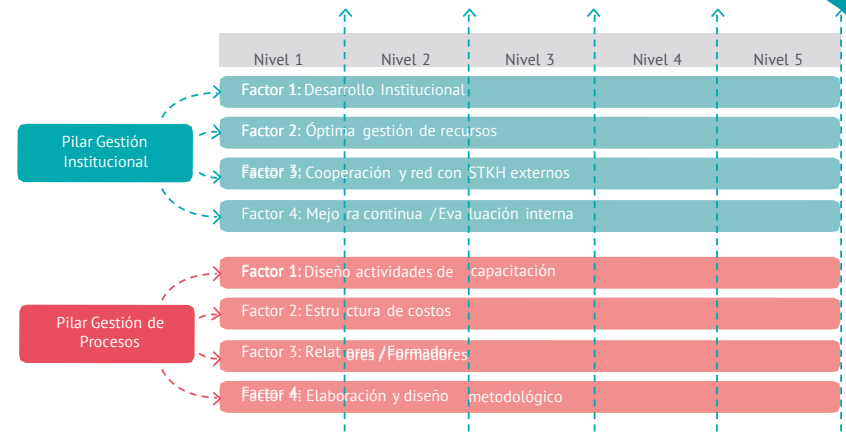 Nivel 1 Nivel 2 Nivel 3 Nivel 4 Nivel 5
Pilar Gestión
Institucional
Factor 1: Desarrollo Institucional
Factor 2: Óptima gestión de recursos
Factor 3: Cooperación y red con STKH externos
Factor 4: Mejora continua /Evaluación interna
Pilar Gestión de
Procesos
Factor 1: Diseño actividades de capacitación
Factor 2: Estructura de costos
Factor 3: Relatores /Formadores
Factor 4: Elaboración y diseño metodológico